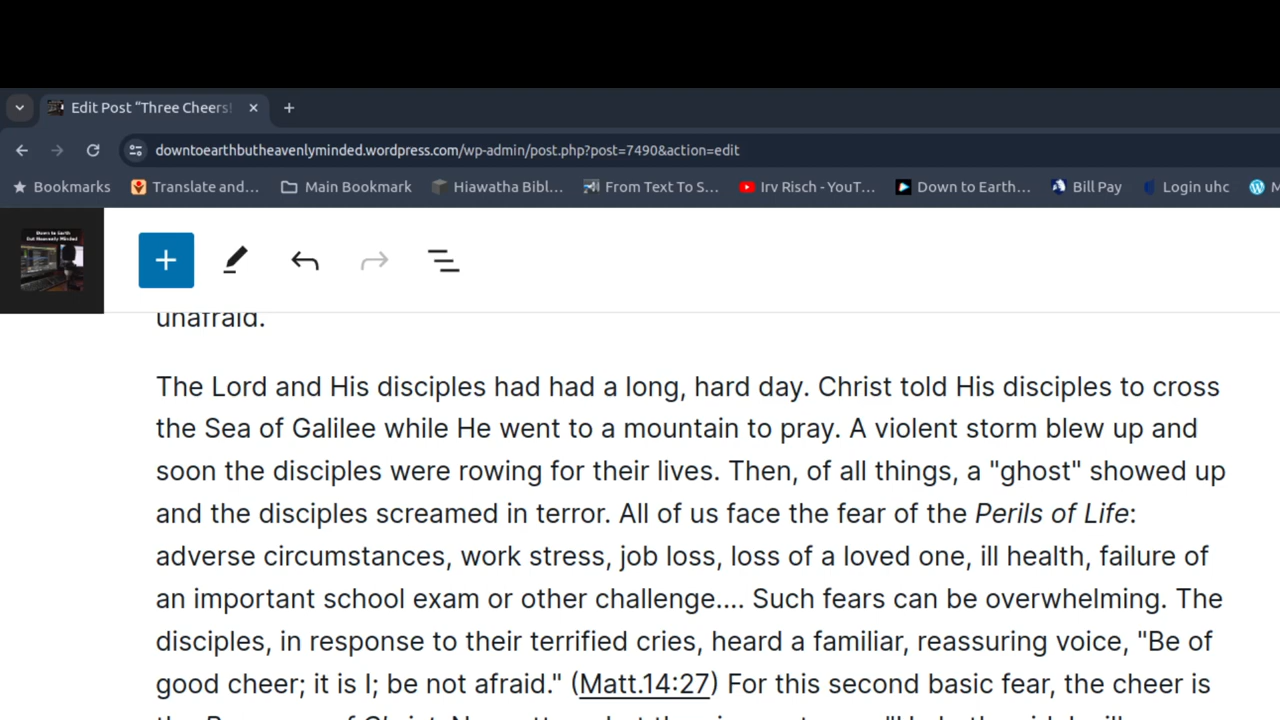 Edit Post “Three Cheers!
downtoearthbutheavenlyminded.wordpress.com/wp-admin/post.php?post=7490&action=edit
Bookmarks Translate and... Main Bookmark Hiawatha Bibl... From Text To S... Irv Risch - YouT... Down to Earth... Bill Pay Login uhc M
Down to Earth
But Heavenly Minded
unafraid.
The Lord and His disciples had had a long, hard day. Christ told His disciples to cross
the Sea of Galilee while He went to a mountain to pray. A violent storm blew up and
soon the disciples were rowing for their lives. Then, of all things, a "ghost" showed up
and the disciples screamed in terror. All of us face the fear of the Perils of Life:
adverse circumstances, work stress, job loss, loss of a loved one, ill health, failure of
an important school exam or other challenge.... Such fears can be overwhelming. The
disciples, in response to their terrified cries, heard a familiar, reassuring voice, "Be of
good cheer; it is I; be not afraid." (Matt.14:27) For this second basic fear, the cheer is